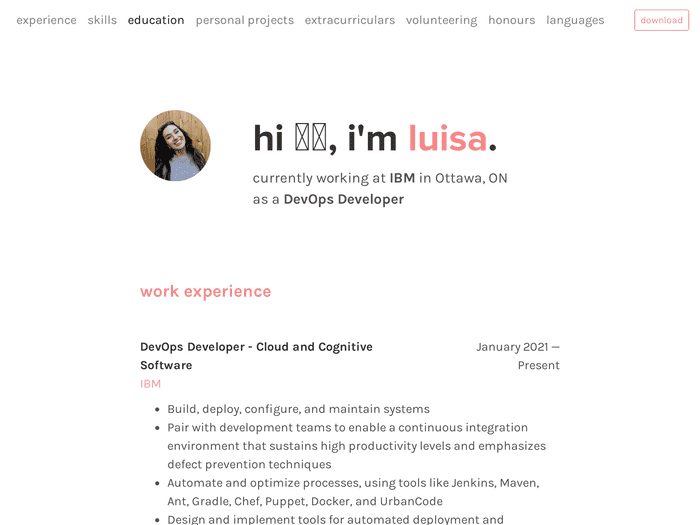 experience skills education personal projects extracurriculars volunteering honours languages download
hi , i'm luisa.
currently working at IBM in Ottawa, ON
as a DevOps Developer
work experience
DevOps Developer - Cloud and Cognitive January 2021 —
Software Present
IBM
• Build, deploy, configure, and maintain systems
• Pair with development teams to enable a continuous integration
environment that sustains high productivity levels and emphasizes
defect prevention techniques
• Automate and optimize processes, using tools like Jenkins, Maven,
Ant, Gradle, Chef, Puppet, Docker, and UrbanCode
• Design and implement tools for automated deployment and